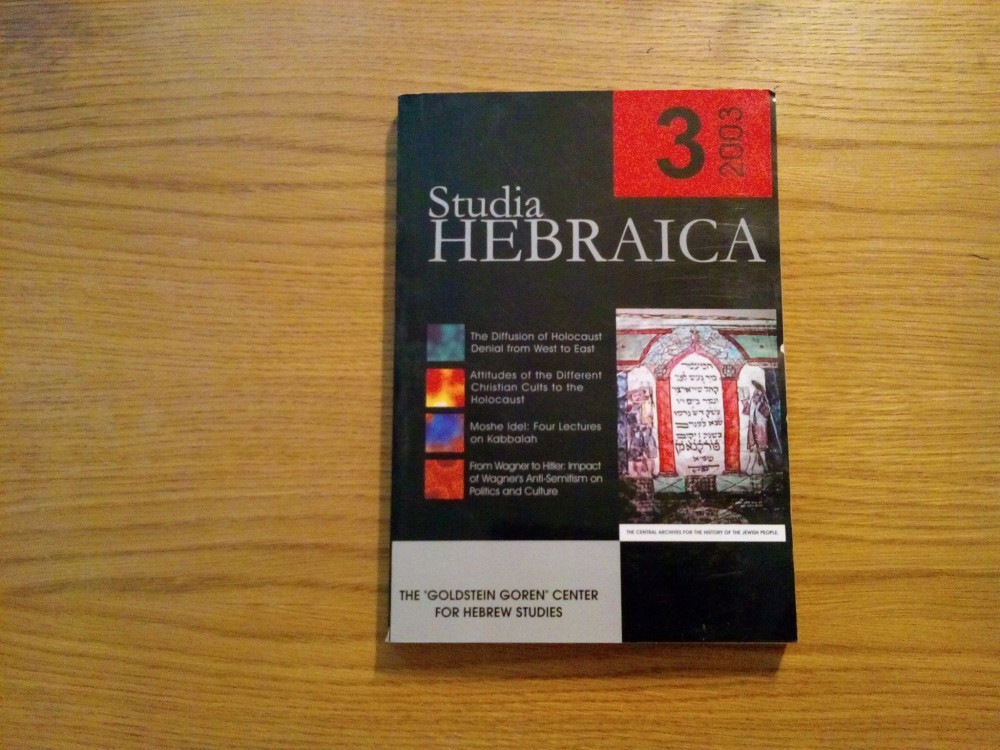 3
2003
Studia
HEBRAICA
The Diffusion of Holocaust
Denial from West to East
Attitudes of the Different
Christian Cults to the
Holocaust
Moshe Idel: Four Lectures
on Kabbalah
From Wagner to Hitler: Impact
of Wagner's Anti-Semitism on
Politics and Culture
THE CENTRAL ARCHIVES FOR THE HISTORY OF THE JEWISH PEOPLE.
THE "GOLDSTEIN GOREN" CENTER
FOR HEBREW STUDIES